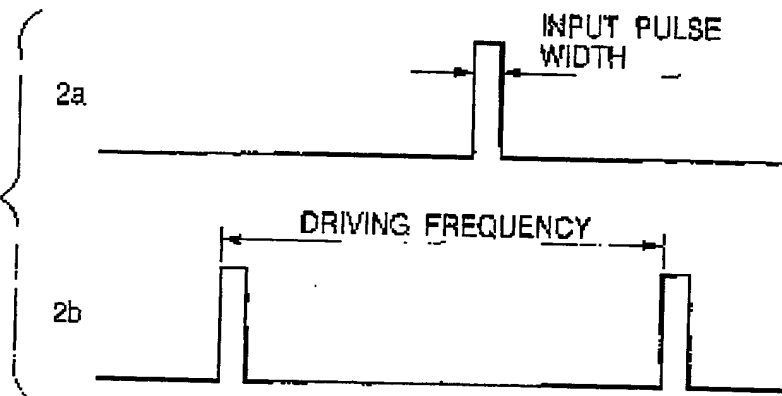 INPUT PULSE
WIDTH
2a
DRIVING FREQUENCY
2b